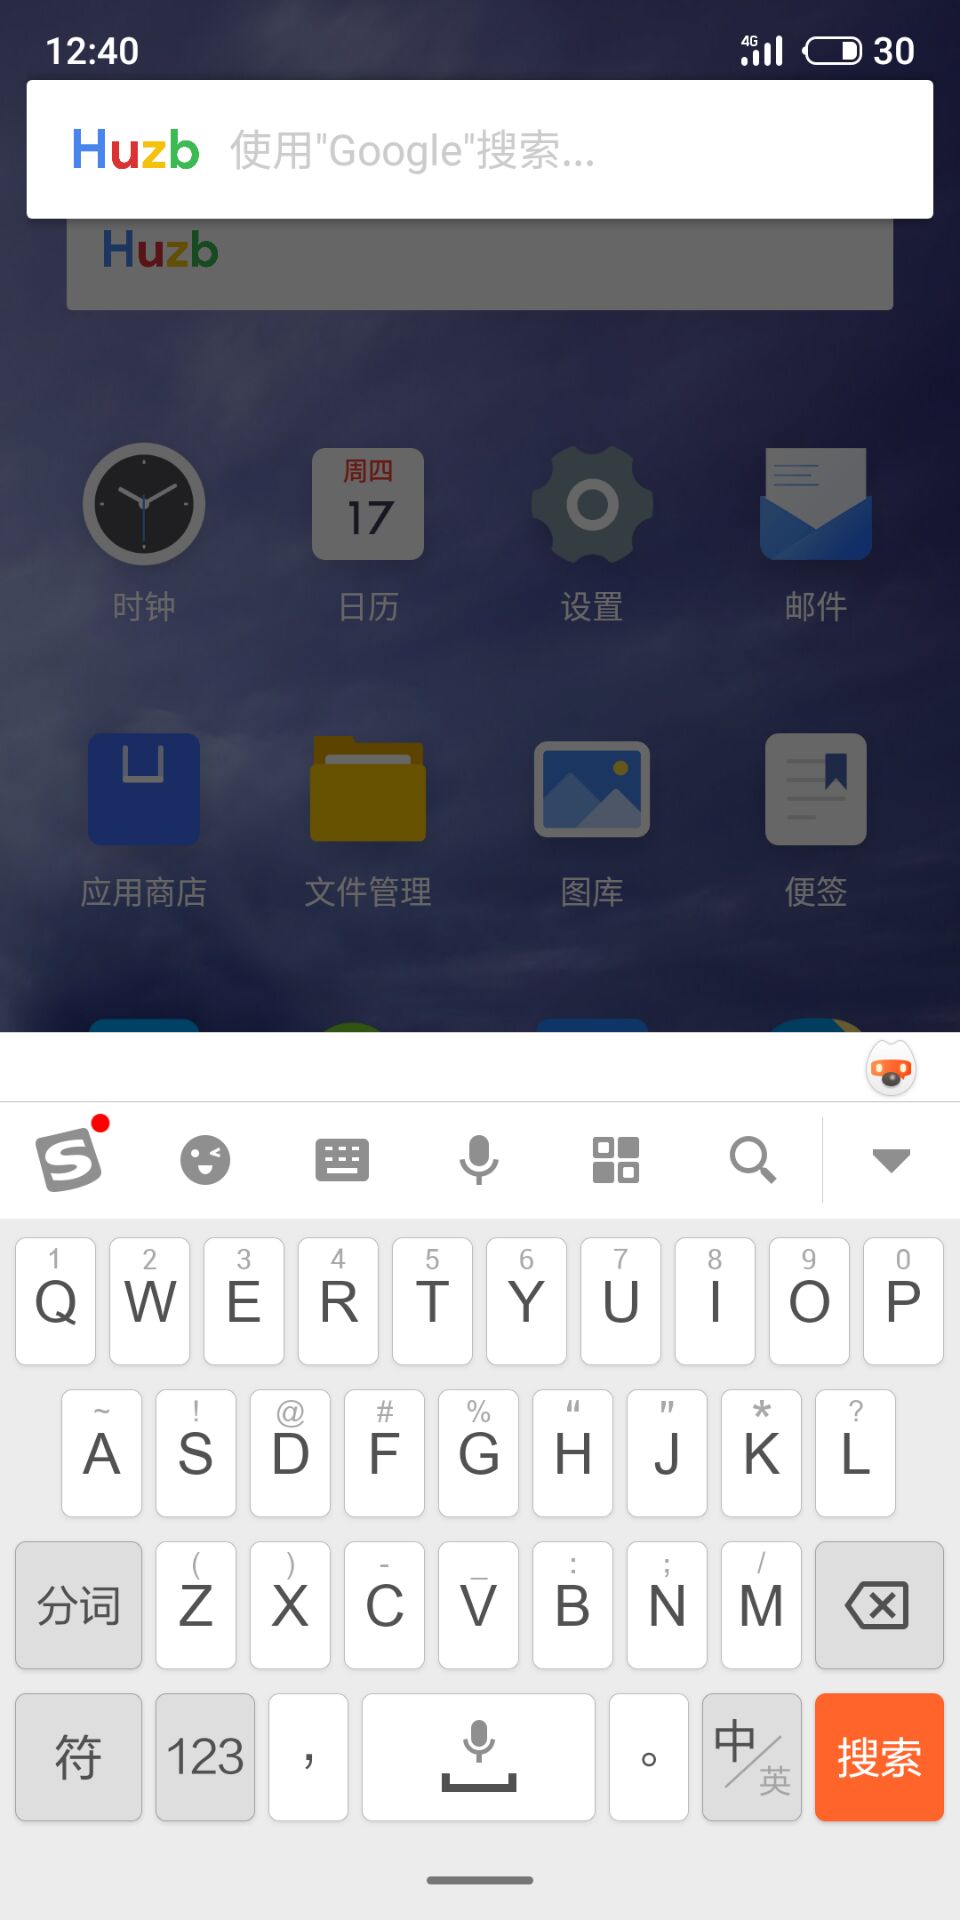 12:40 4G 30
Huzb 使用"Google"搜索...
Huzb
周四
17
时钟 日历 设置 邮件
应用商店 文件管理 图库 便签
1 2 3 4 5 6 7 8 9 0
Q W E R T Y U I O P
~ ! @ # % “ " * ?
A S D F G H J K L
( ) - _ : ; /
分词 Z X C V B N M
符 123 , 。 中/英 搜索